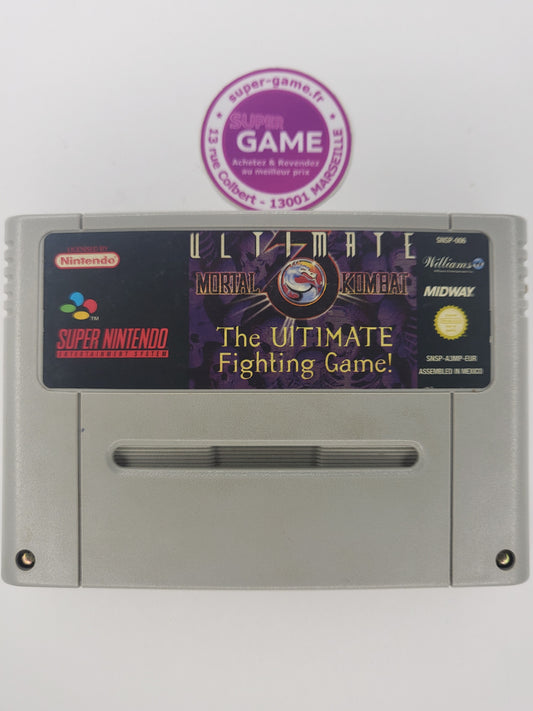 super-game.fr
SUPER
GAME
Achetez & Revendez
au meilleur prix
13 rue Colbert - 13001 MARSEILLE
LICENSED BY
Nintendo
TM
SUPER NINTENDO
ENTERTAINMENT SYSTEM
ULTIMATE
MORTAL KOMBAT
The UlTIMATE
Fighting Game!
SNSP-006
Williams
MIDWAY
SNSP-A3MP-EUR
ASSEMBLED IN MEXICO